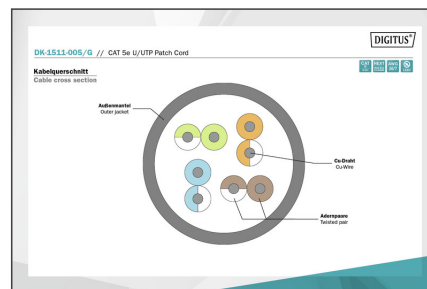 DIGITUS®
DK-1511-005/G // CAT 5e U/UTP Patch Cord
Kabelquerschnitt
Cable cross section
Außenmantel
Outer jacket
Cu-Draht
Cu-Wire
Aderspaare
Twisted pair